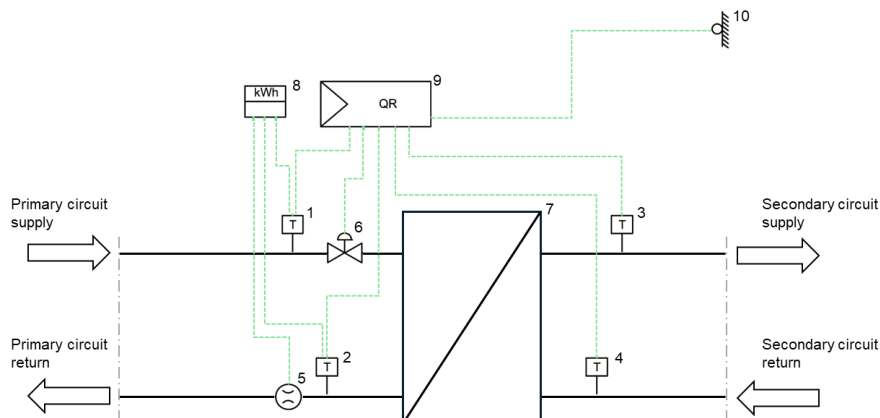 10
9
8
kWh
QR
Primary circuit
supply
1
T
6
7
3
T
Secondary circuit
supply
Primary circuit
return
5
2
T
4
T
Secondary circuit
return